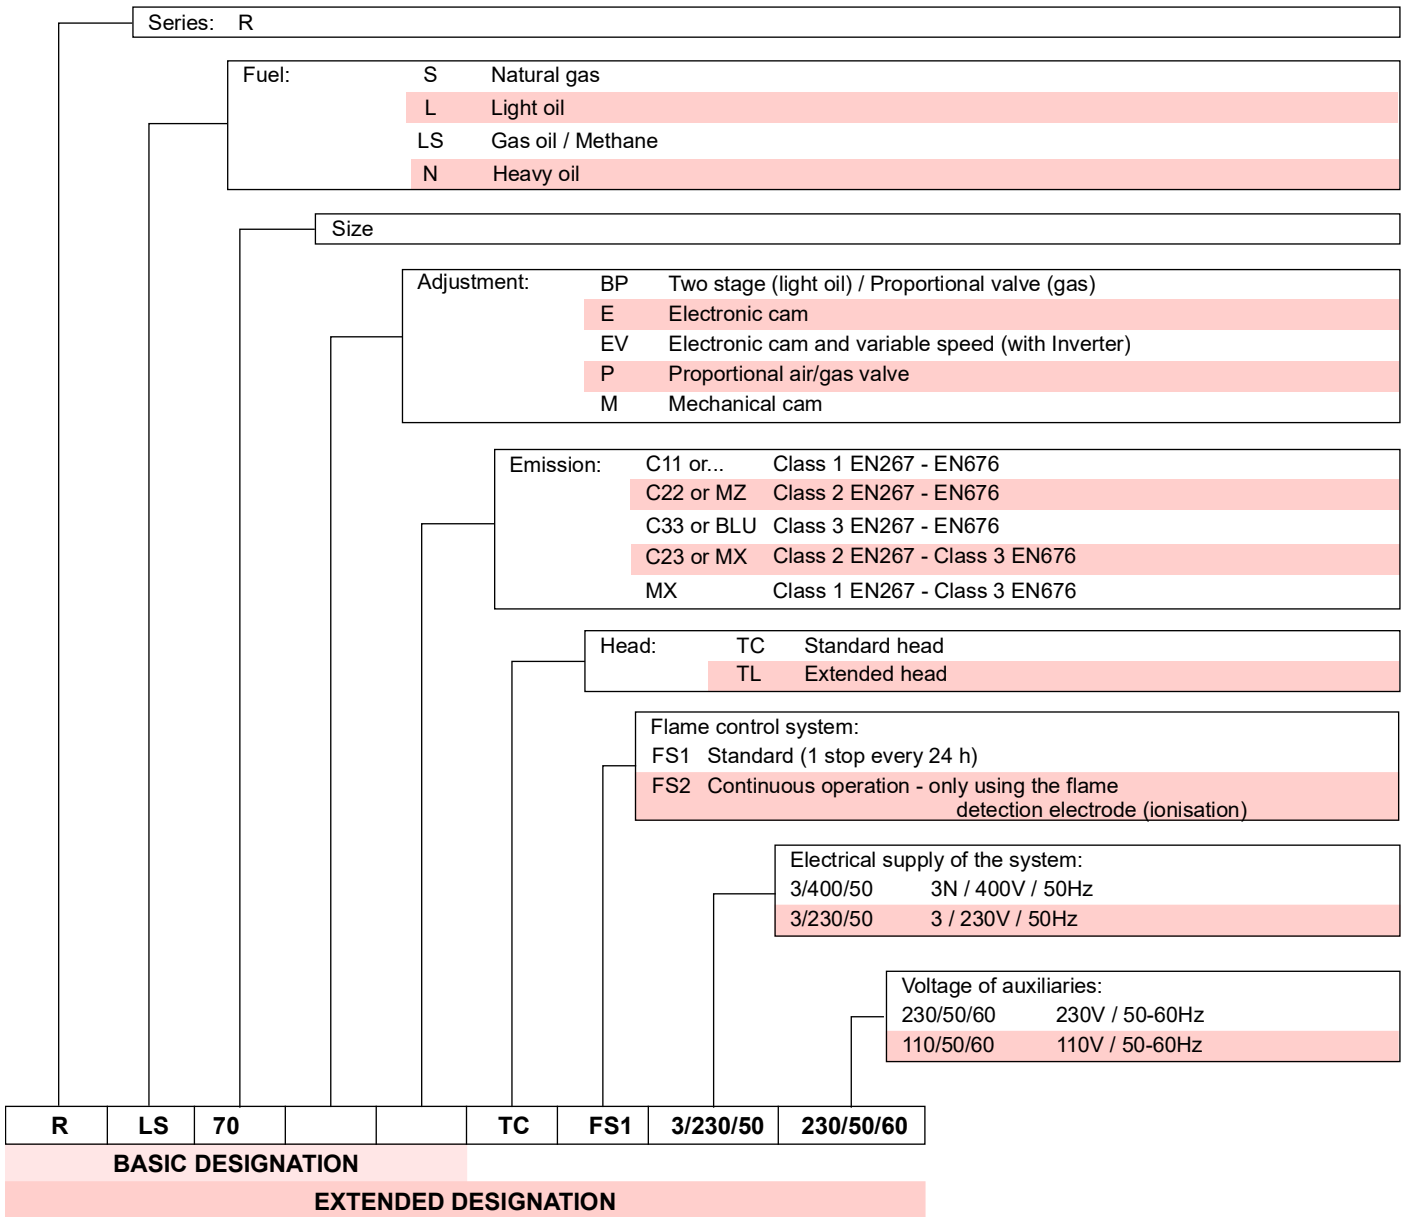 Series: R
Fuel: S Natural gas
L Light oil
LS Gas oil / Methane
N Heavy oil
Size
Adjustment: BP Two stage (light oil) / Proportional valve (gas)
E Electronic cam
EV Electronic cam and variable speed (with Inverter)
P Proportional air/gas valve
M Mechanical cam
Emission: C11 or... Class 1 EN267 - EN676
C22 or MZ Class 2 EN267 - EN676
C33 or BLU Class 3 EN267 - EN676
C23 or MX Class 2 EN267 - Class 3 EN676
MX Class 1 EN267 - Class 3 EN676
Head: TC Standard head
TL Extended head
Flame control system:
FS1 Standard (1 stop every 24 h)
FS2 Continuous operation - only using the flame
detection electrode (ionisation)
Electrical supply of the system:
3/400/50 3N / 400V / 50Hz
3/230/50 3 / 230V / 50Hz
Voltage of auxiliaries:
230/50/60 230V / 50-60Hz
110/50/60 110V / 50-60Hz
R LS 70 TC FS1 3/230/50 230/50/60
BASIC DESIGNATION
EXTENDED DESIGNATION